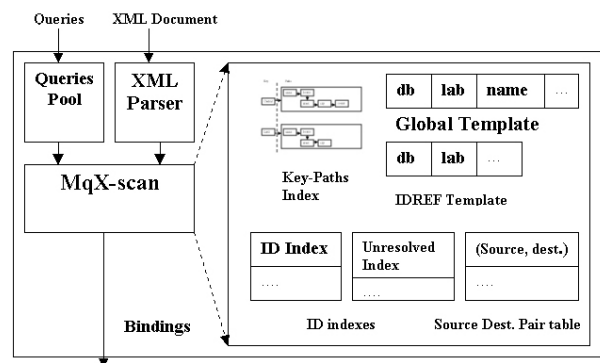 Queries
XML Document
Queries
Pool
XML
Parser
MqX-scan
Bindings
Key-Paths
Index
db lab name ...
Global Template
db lab ...
IDREF Template
ID Index
....
Unresolved
Index
....
(Source, dest.)
....
ID indexes
Source Dest. Pair table